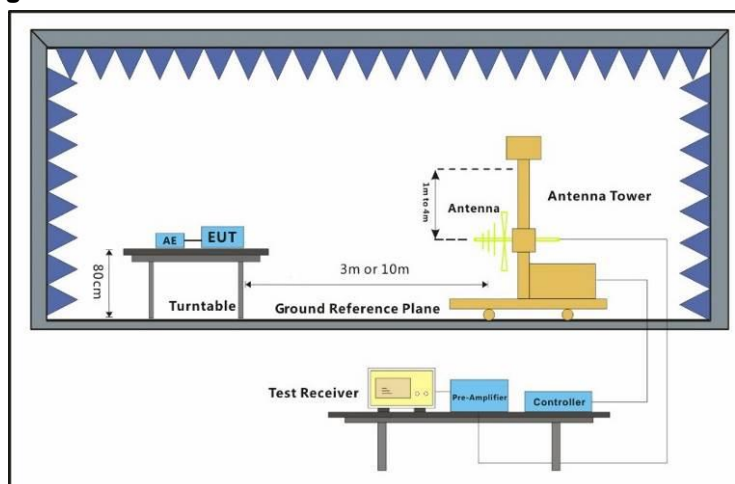 AE
EUT
80cm
Turntable
3m or 10m
Ground Reference Plane
1m to 4m
Antenna
Antenna Tower
Test Receiver
Pre-Amplifier
Controller